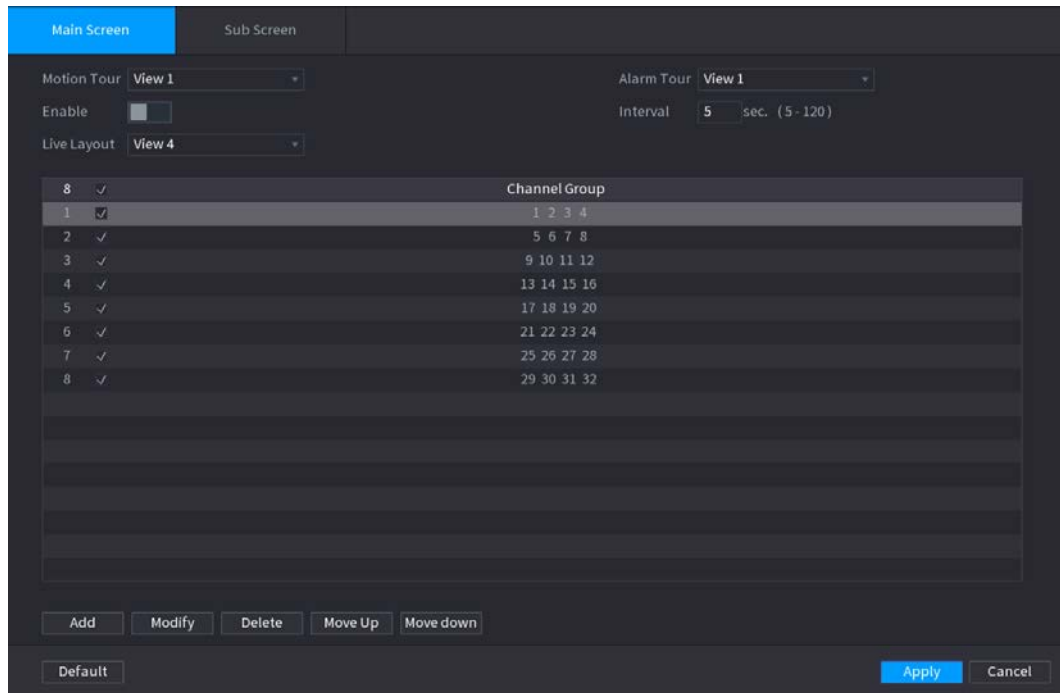 Main Screen Sub Screen
Motion Tour View 1 Alarm Tour View 1
Enable Interval 5 sec. (5 - 120)
Live Layout View 4
8 Channel Group
1 1 2 3 4
2 5 6 7 8
3 9 10 11 12
4 13 14 15 16
5 17 18 19 20
6 21 22 23 24
7 25 26 27 28
8 29 30 31 32
Add Modify Delete Move Up Move down
Default Apply Cancel